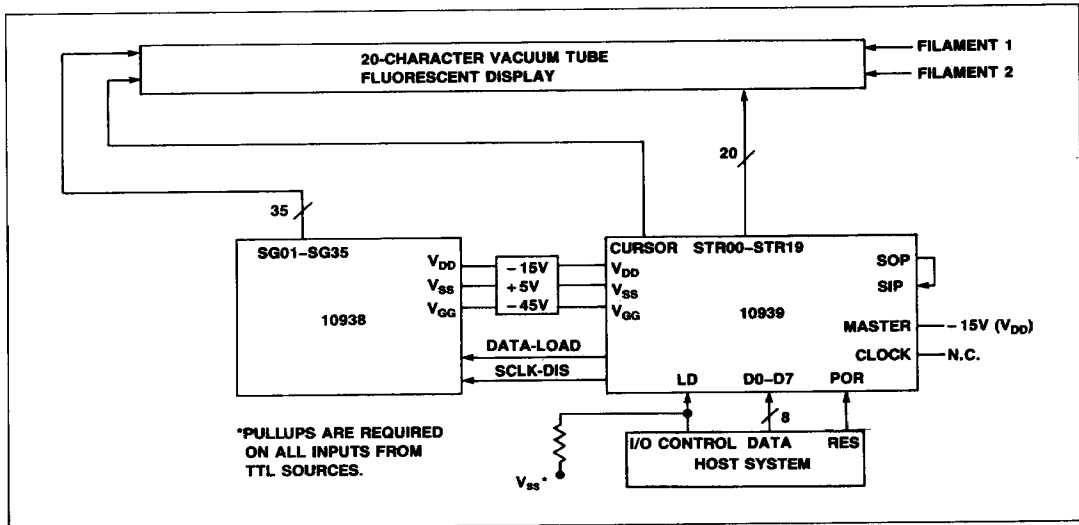 20-CHARACTER VACUUM TUBE
FLUORESCENT DISPLAY
FILAMENT 1
FILAMENT 2
20
35
SG01–SG35
10938
VDD
VSS
VGG
– 15V
+ 5V
– 45V
CURSOR STR00–STR19
VDD
VSS
VGG
10939
SOP
SIP
MASTER
– 15V (VDD)
CLOCK
N.C.
DATA-LOAD
SCLK-DIS
LD D0–D7 POR
8
I/O CONTROL DATA RES
HOST SYSTEM
VSS*
*PULLUPS ARE REQUIRED
ON ALL INPUTS FROM
TTL SOURCES.